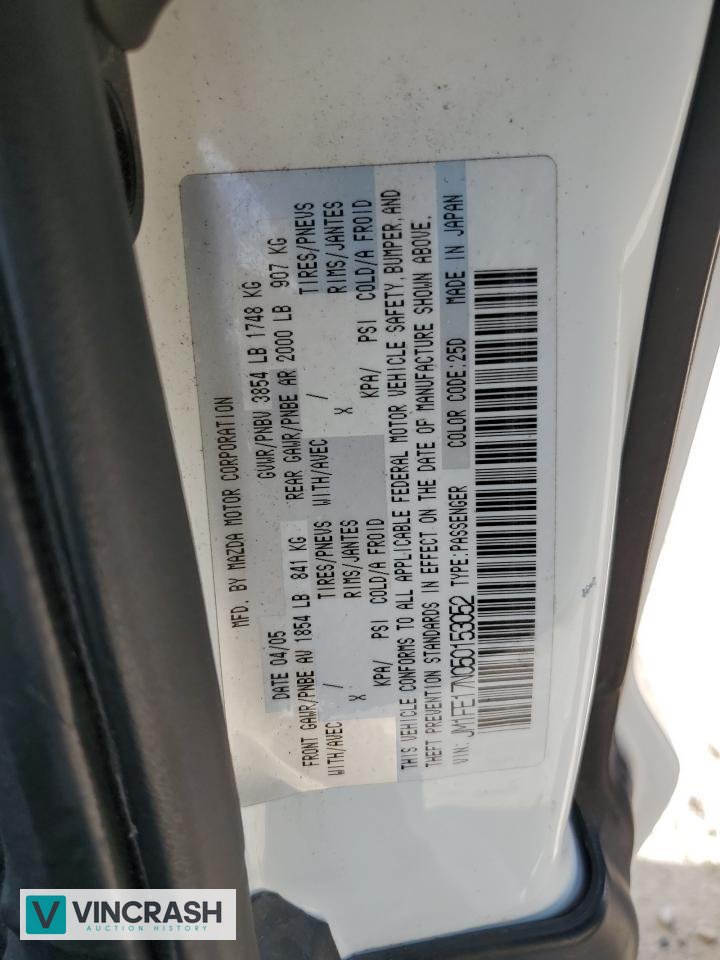 MFD. BY MAZDA MOTOR CORPORATION
DATE 04/05 GVWR/PNBV 3854 LB 1748 KG
FRONT GAWR/PNBE AV 1854 LB 841 KG REAR GAWR/PNBE AR 2000 LB 907 KG
WITH/AVEC / TIRES/PNEUS WITH/AVEC / TIRES/PNEVS
X RIMS/JANTES X RIMS/JANTES
KPA/ PSI COLD/A FROID KPA/ PSI COLD/A FROID
THIS VEHICLE CONFORMS TO ALL APPLICABLE FEDERAL MOTOR VEHICLE SAFETY, BUMPER, AND
THEFT PREVENTION STANDARDS IN EFFECT ON THE DATE OF MANUFACTURE SHOWN ABOVE.
VIN: JM1FE17N050153052 TYPE:PASSENGER COLOR CODE:25D MADE IN JAPAN
V VINCRASH
AUCTION HISTORY